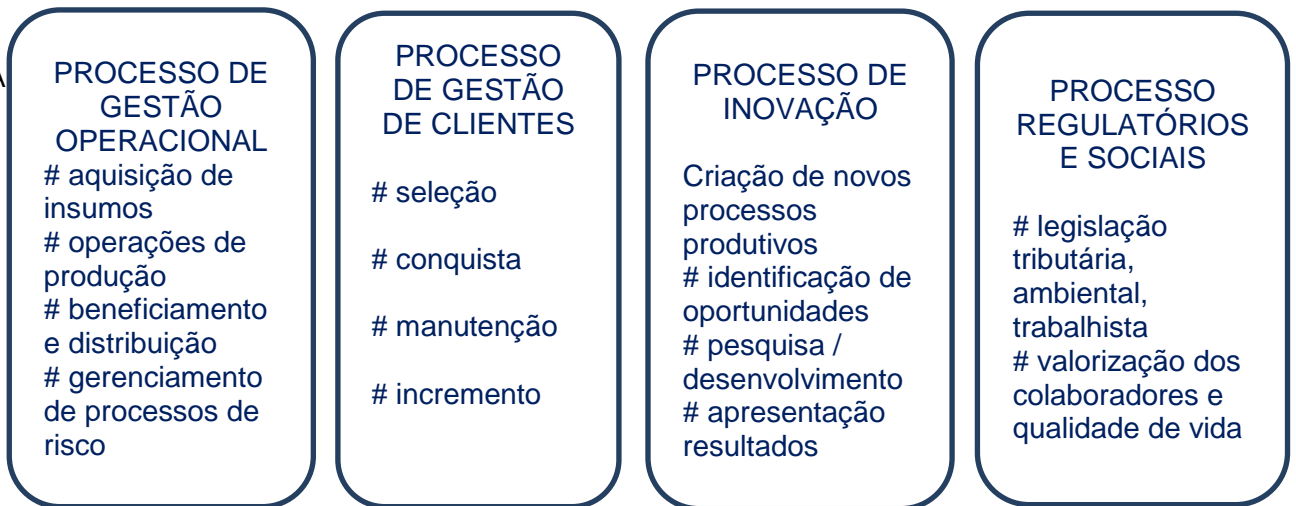 A
PROCESSO DE
GESTÃO
OPERACIONAL
# aquisição de
insumos
# operações de
produção
# beneficiamento
e distribuição
# gerenciamento
de processos de
risco
PROCESSO
DE GESTÃO
DE CLIENTES
# seleção
# conquista
# manutenção
# incremento
PROCESSO DE
INOVAÇÃO
Criação de novos
processos
produtivos
# identificação de
oportunidades
# pesquisa /
desenvolvimento
# apresentação
resultados
PROCESSO
REGULATÓRIOS
E SOCIAIS
# legislação
tributária,
ambiental,
trabalhista
# valorização dos
colaboradores e
qualidade de vida